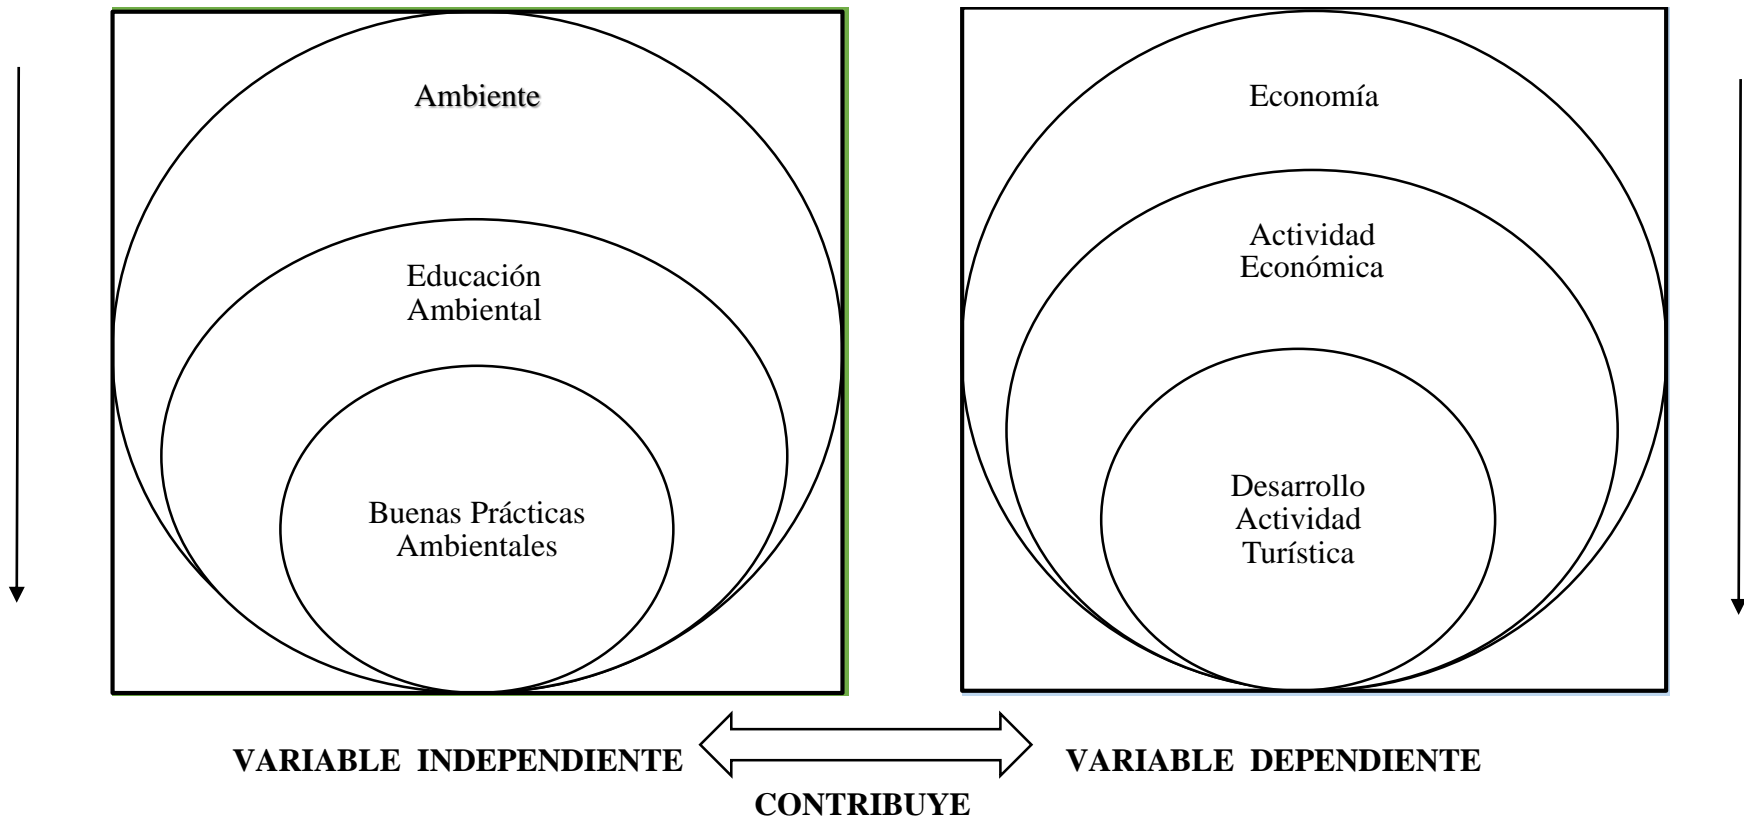 Ambiente
Educación
Ambiental
Buenas Prácticas
Ambientales
Economía
Actividad
Económica
Desarrollo
Actividad
Turística
VARIABLE INDEPENDIENTE
VARIABLE DEPENDIENTE
CONTRIBUYE